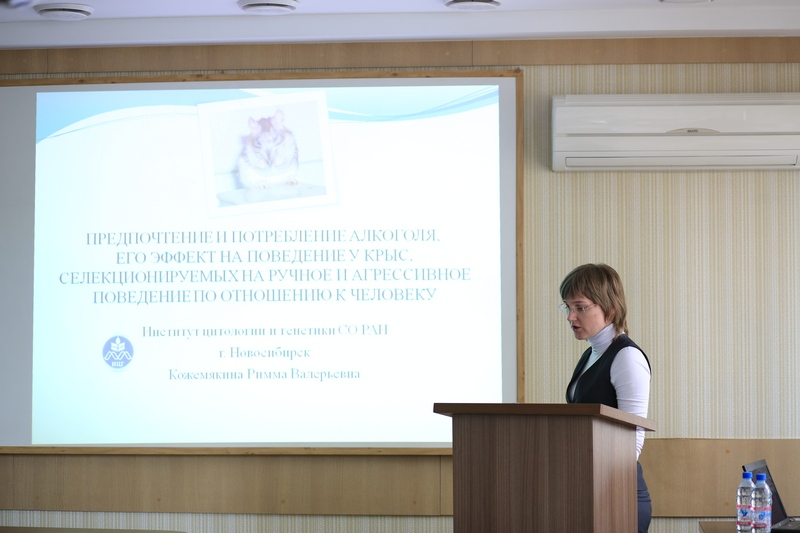 ПРЕДПОЧТЕНИЕ И ПОТРЕБЛЕНИЕ АЛКОГОЛЯ,
ЕГО ЭФФЕКТ НА ПОВЕДЕНИЕ У КРЫС,
СЕЛЕКЦИОНИРУЕМЫХ НА РУЧНОЕ И АГРЕССИВНОЕ
ПОВЕДЕНИЕ ПО ОТНОШЕНИЮ К ЧЕЛОВЕКУ
Институт цитологии и генетики СО РАН
г. Новосибирск
Кожемякина Римма Валерьевна
ИЦиГ